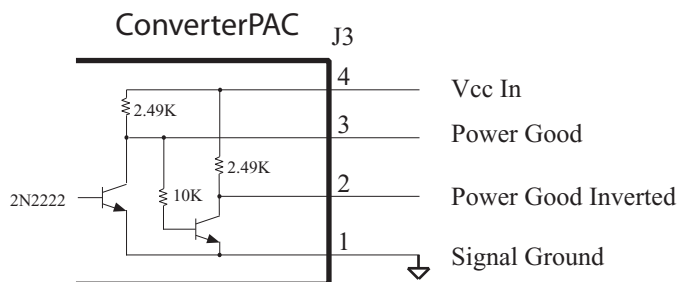 ConverterPAC
J3
4
Vcc In
2.49K
3
Power Good
2.49K
10K
2
2N2222
Power Good Inverted
1
Signal Ground